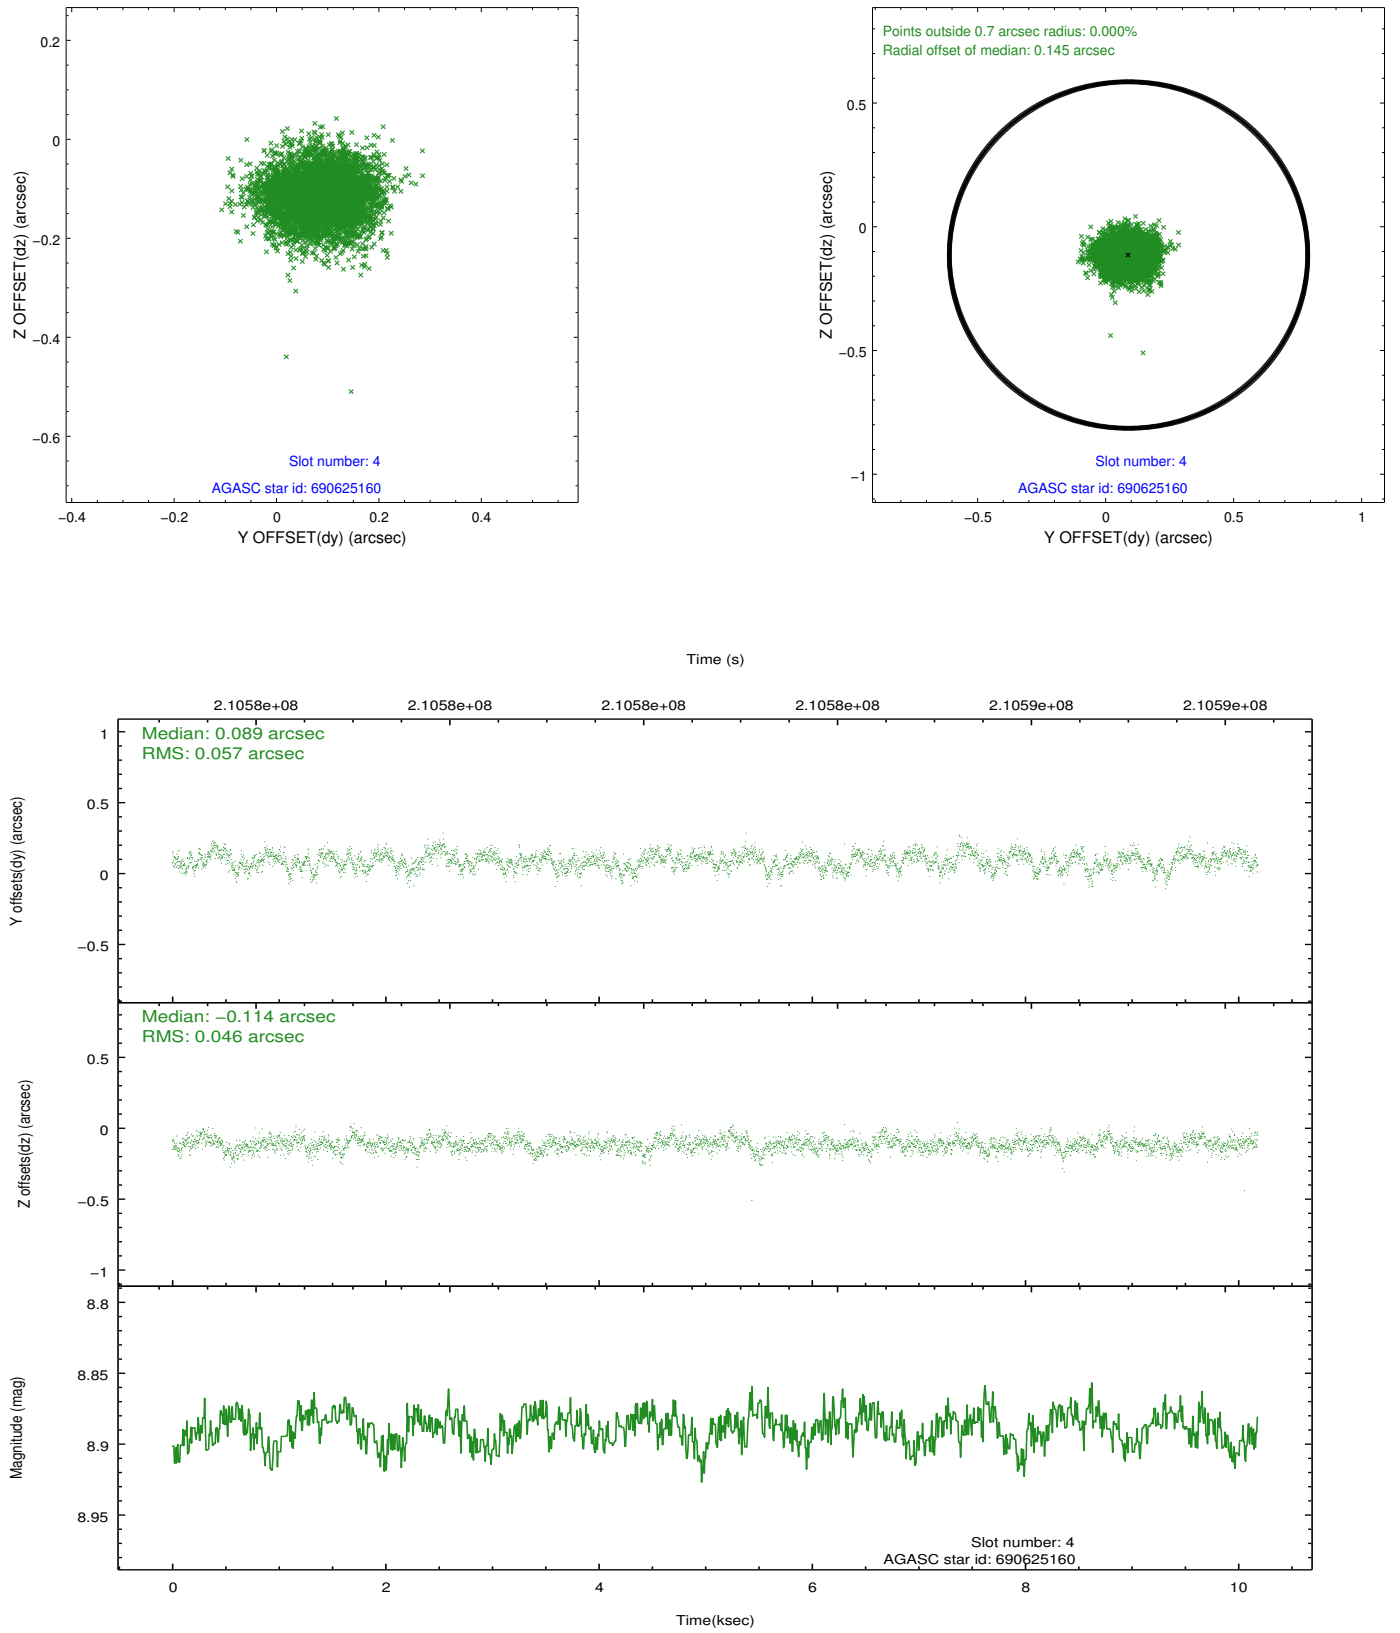 0.2
0
−0.2
−0.4
−0.6
Z OFFSET(dz) (arcsec)
Slot number: 4
AGASC star id: 690625160
−0.4
−0.2
0
0.2
0.4
Y OFFSET(dy) (arcsec)
Points outside 0.7 arcsec radius: 0.000%
Radial offset of median: 0.145 arcsec
0.5
0
−0.5
−1
Z OFFSET(dz) (arcsec)
Slot number: 4
AGASC star id: 690625160
−0.5
0
0.5
1
Y OFFSET(dy) (arcsec)
Time (s)
2.1058e+08
2.1058e+08
2.1058e+08
2.1058e+08
2.1059e+08
2.1059e+08
Median: 0.089 arcsec
RMS: 0.057 arcsec
1
0.5
0
−0.5
Y offsets(dy) (arcsec)
Median: −0.114 arcsec
RMS: 0.046 arcsec
0.5
0
−0.5
−1
Z offsets(dz) (arcsec)
8.8
8.85
8.9
8.95
Magnitude (mag)
Slot number: 4
AGASC star id: 690625160
0
2
4
6
8
10
Time(ksec)